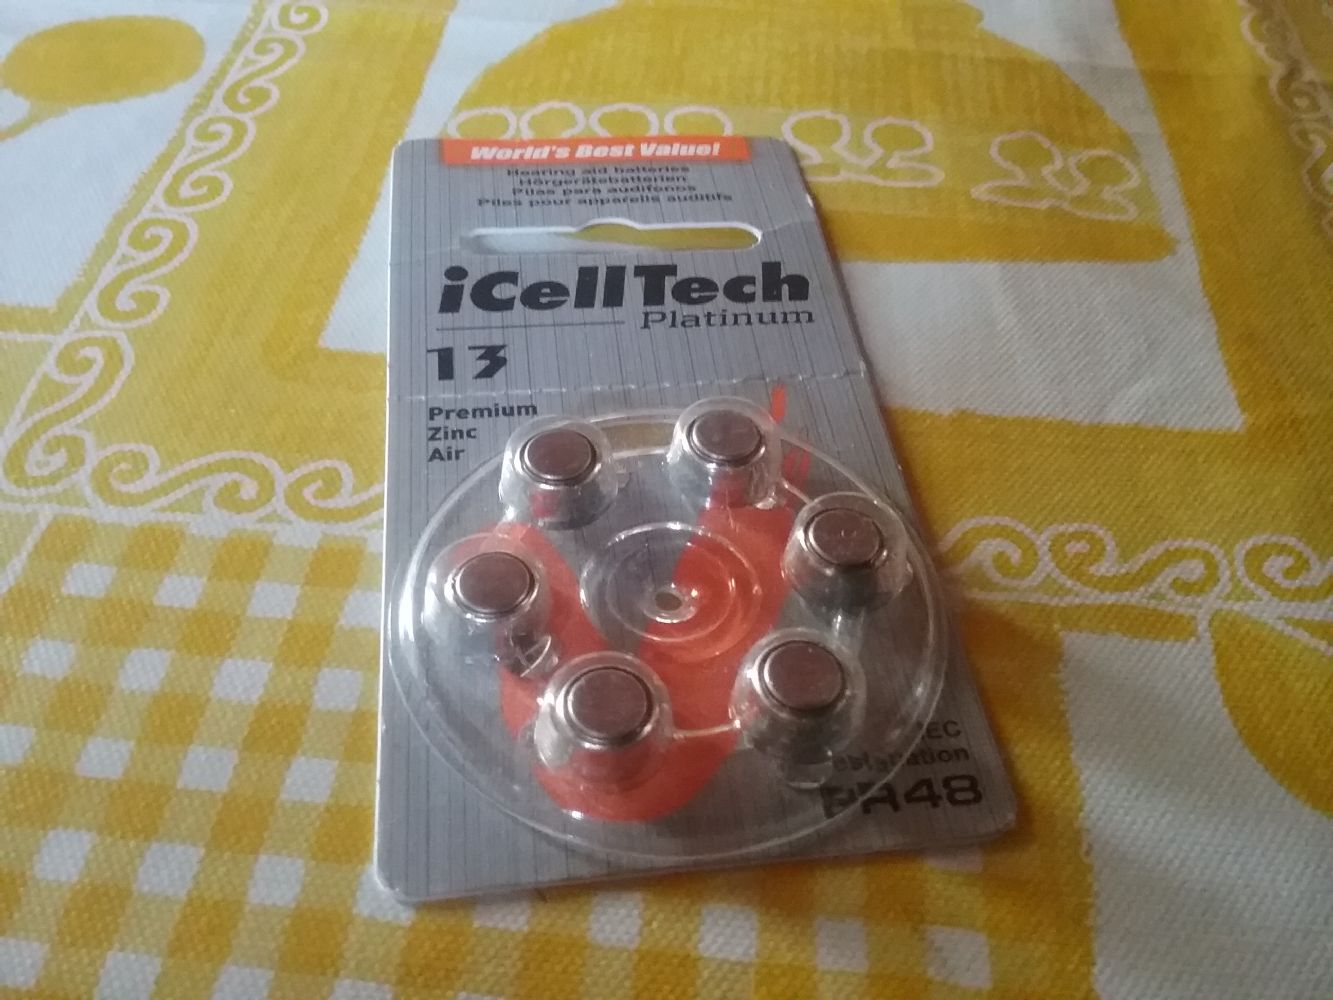 World's Best Value!
Hearing aid batteries
Hörgerätebatterien
Pilas para audífonos
Piles pour appareils auditifs
iCellTech
Platinum
13
Premium
Zinc
Air
IEC
PR48